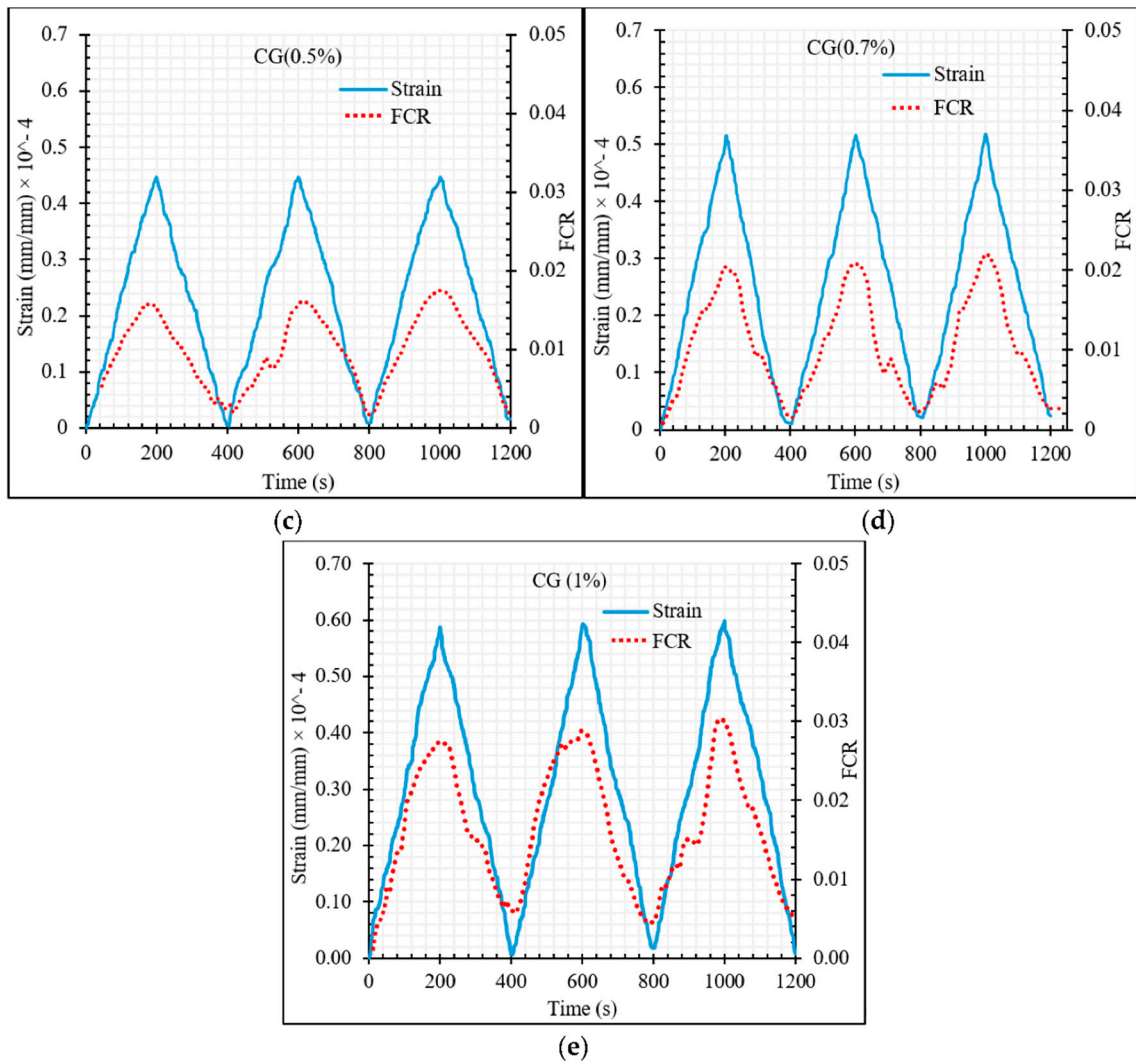 CG(0.5%)
Strain
FCR
0.7
0.6
0.5
0.4
0.3
0.2
0.1
0
Strain (mm/mm) × 10^- 4
0.05
0.04
0.03
0.02
0.01
0
FCR
0 200 400 600 800 1000 1200
Time (s)
(c)
CG(0.7%)
Strain
FCR
0.7
0.6
0.5
0.4
0.3
0.2
0.1
0
Strain (mm/mm) × 10^- 4
0.05
0.04
0.03
0.02
0.01
0
FCR
0 200 400 600 800 1000 1200
Time (s)
(d)
CG (1%)
Strain
FCR
0.70
0.60
0.50
0.40
0.30
0.20
0.10
0.00
Strain (mm/mm) × 10^- 4
0.05
0.04
0.03
0.02
0.01
0.00
FCR
0 200 400 600 800 1000 1200
Time (s)
(e)